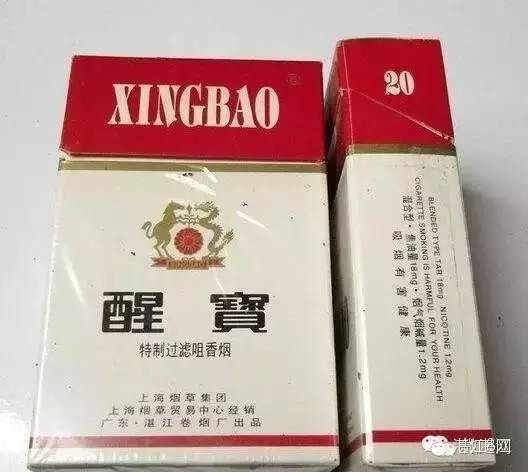 XINGBAO
醒寳
特制过滤咀香烟
上海烟草集团
上海烟草贸易中心经销
广东·湛江卷烟厂出品
20
BLENDED TYPE TAR 18mg NICOTINE 1.2mg
CIGARETTE SMOKING IS HARMFUL FOR YOUR HEALTH
混合型·焦油量18mg·烟气烟碱量1.2mg
吸烟有害健康